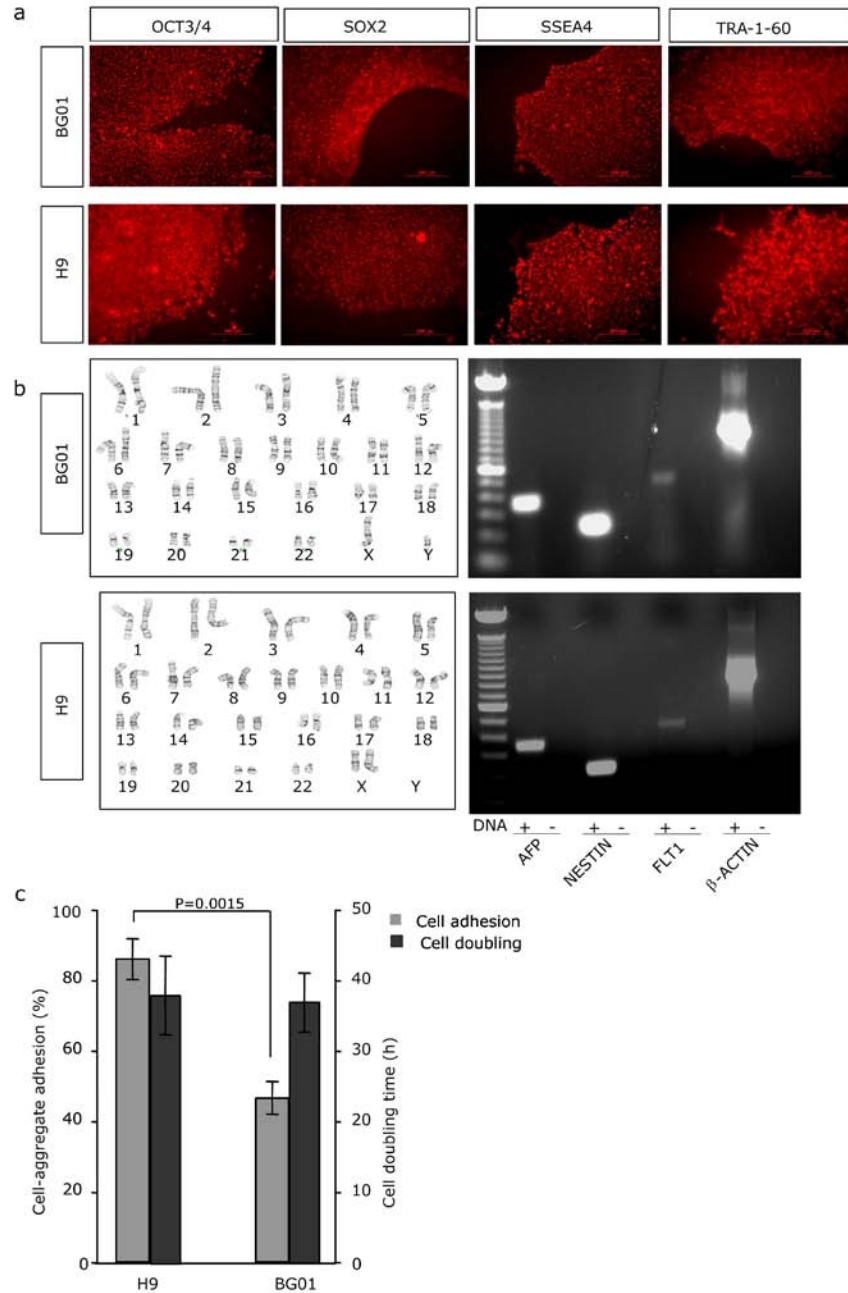 a
OCT3/4 SOX2 SSEA4 TRA-1-60
BG01
H9
b
BG01
1 2 3 4 5
6 7 8 9 10 11 12
13 14 15 16 17 18
19 20 21 22 X Y
H9
1 2 3 4 5
6 7 8 9 10 11 12
13 14 15 16 17 18
19 20 21 22 X Y
DNA + - + - + - + -
AFP NESTIN FLT1 β-ACTIN
c
P=0.0015
Cell adhesion
Cell doubling
Cell-aggregate adhesion (%)
100
80
60
40
20
0
Cell doubling time (h)
50
40
30
20
10
0
H9 BG01